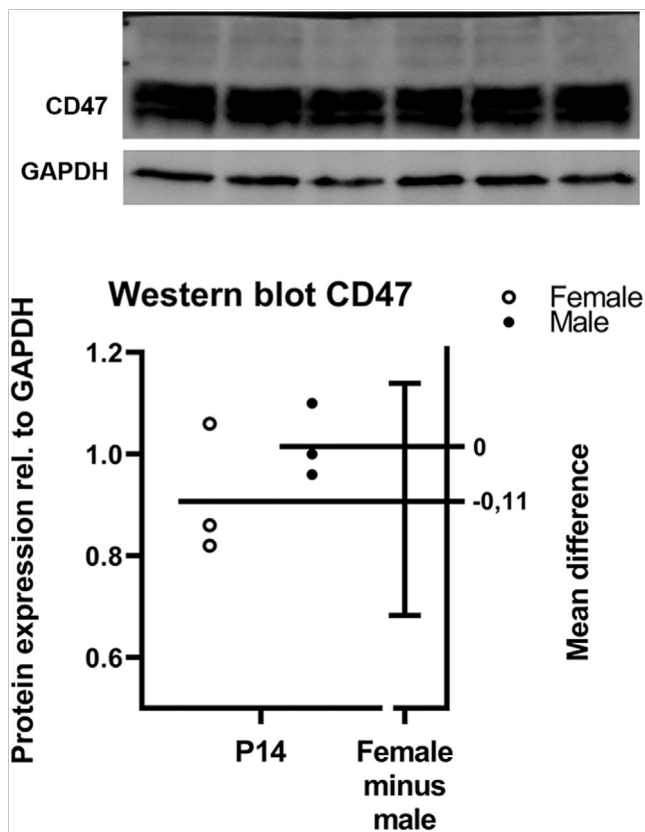 CD47
GAPDH
Western blot CD47
Female
Male
Protein expression rel. to GAPDH
1.2
1.0
0.8
0.6
0
-0,11
Mean difference
P14
Female
minus
male